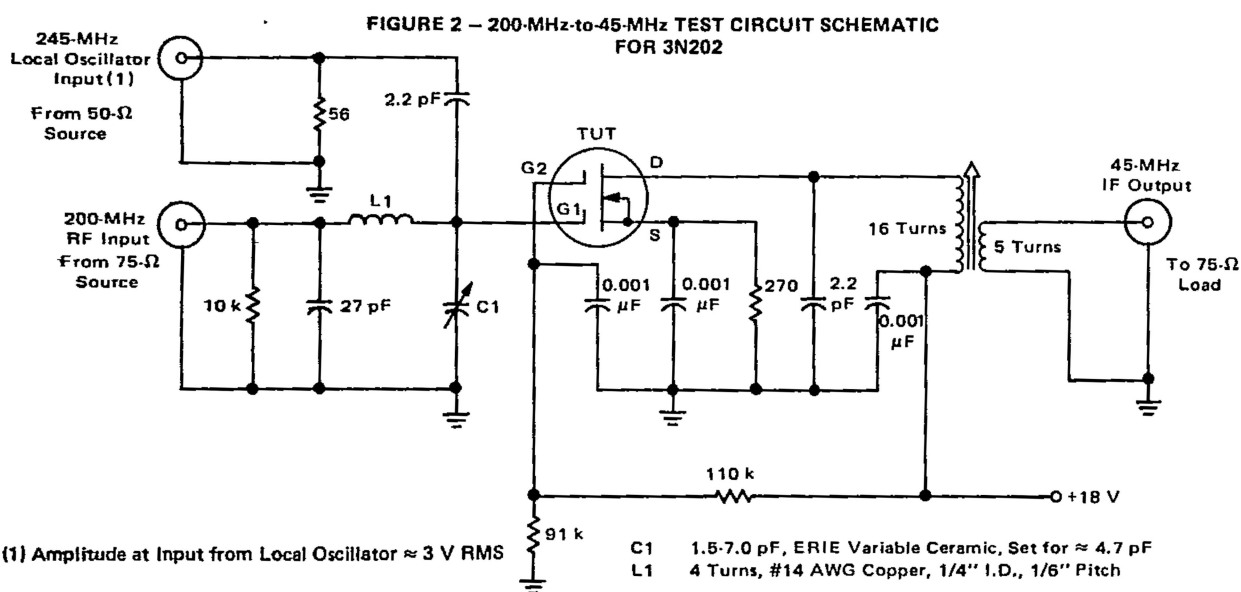 FIGURE 2 – 200-MHz-to-45-MHz TEST CIRCUIT SCHEMATIC
FOR 3N202
245-MHz
Local Oscillator
Input (1)
From 50-Ω
Source
56
2.2 pF
TUT
G2
D
G1
S
200-MHz
RF Input
From 75-Ω
Source
L1
10 k
27 pF
C1
0.001
μF
0.001
μF
270
2.2
pF
0.001
μF
16 Turns
5 Turns
45-MHz
IF Output
To 75-Ω
Load
110 k
+18 V
91 k
(1) Amplitude at Input from Local Oscillator ≈ 3 V RMS
C1 1.5-7.0 pF, ERIE Variable Ceramic, Set for ≈ 4.7 pF
L1 4 Turns, #14 AWG Copper, 1/4" I.D., 1/6" Pitch